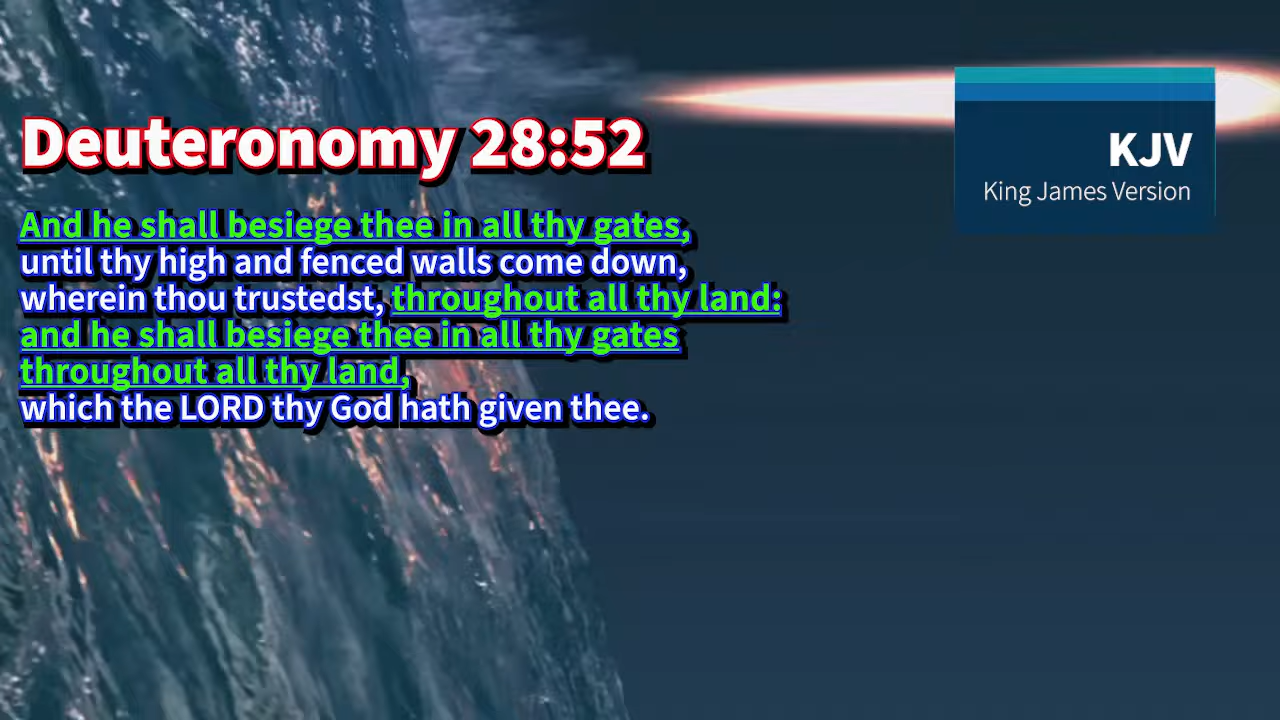 Deuteronomy 28:52
KJV
King James Version
And he shall besiege thee in all thy gates,
until thy high and fenced walls come down,
wherein thou trustedst, throughout all thy land:
and he shall besiege thee in all thy gates
throughout all thy land,
which the LORD thy God hath given thee.